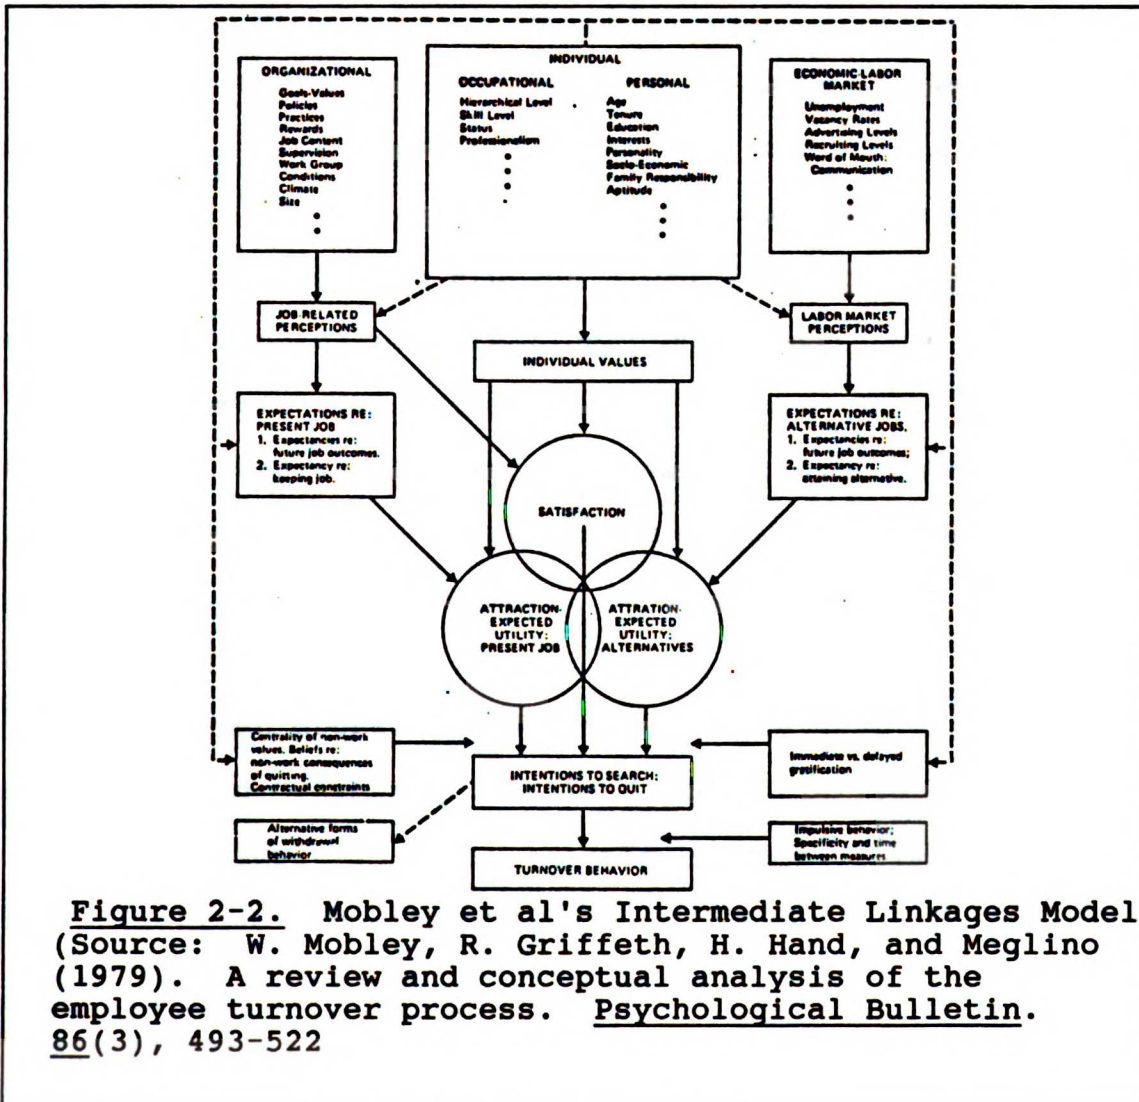 INDIVIDUAL
ORGANIZATIONAL
Goals-Values
Policies
Practices
Rewards
Job Content
Supervision
Work Group
Conditions
Climate
Size
OCCUPATIONAL
Hierarchical Level
Skill Level
Status
Professionalism
PERSONAL
Age
Tenure
Education
Interests
Personality
Socio-Economic
Family Responsibility
Aptitude
ECONOMIC-LABOR
MARKET
Unemployment
Vacancy Rates
Advertising Levels
Recruiting Levels
Word of Mouth:
Communication
JOB-RELATED
PERCEPTIONS
LABOR MARKET
PERCEPTIONS
INDIVIDUAL VALUES
EXPECTATIONS RE:
PRESENT JOB
1. Expectancies re:
future job outcomes.
2. Expectancy re:
keeping job.
EXPECTATIONS RE:
ALTERNATIVE JOBS.
1. Expectancies re:
future job outcomes;
2. Expectancy re:
attaining alternative.
SATISFACTION
ATTRACTION-
EXPECTED
UTILITY:
PRESENT JOB
ATTRATION-
EXPECTED
UTILITY:
ALTERNATIVES
Centrality of non-work
values. Beliefs re:
non-work consequences
of quitting.
Contractual constraints
INTENTIONS TO SEARCH:
INTENTIONS TO QUIT
Immediate vs. delayed
gratification
Alternative forms
of withdrawal
behavior
TURNOVER BEHAVIOR
Impulsive behavior;
Specificity and time
between measures
Figure 2-2. Mobley et al's Intermediate Linkages Model
(Source: W. Mobley, R. Griffeth, H. Hand, and Meglino
(1979). A review and conceptual analysis of the
employee turnover process. Psychological Bulletin.
86(3), 493-522